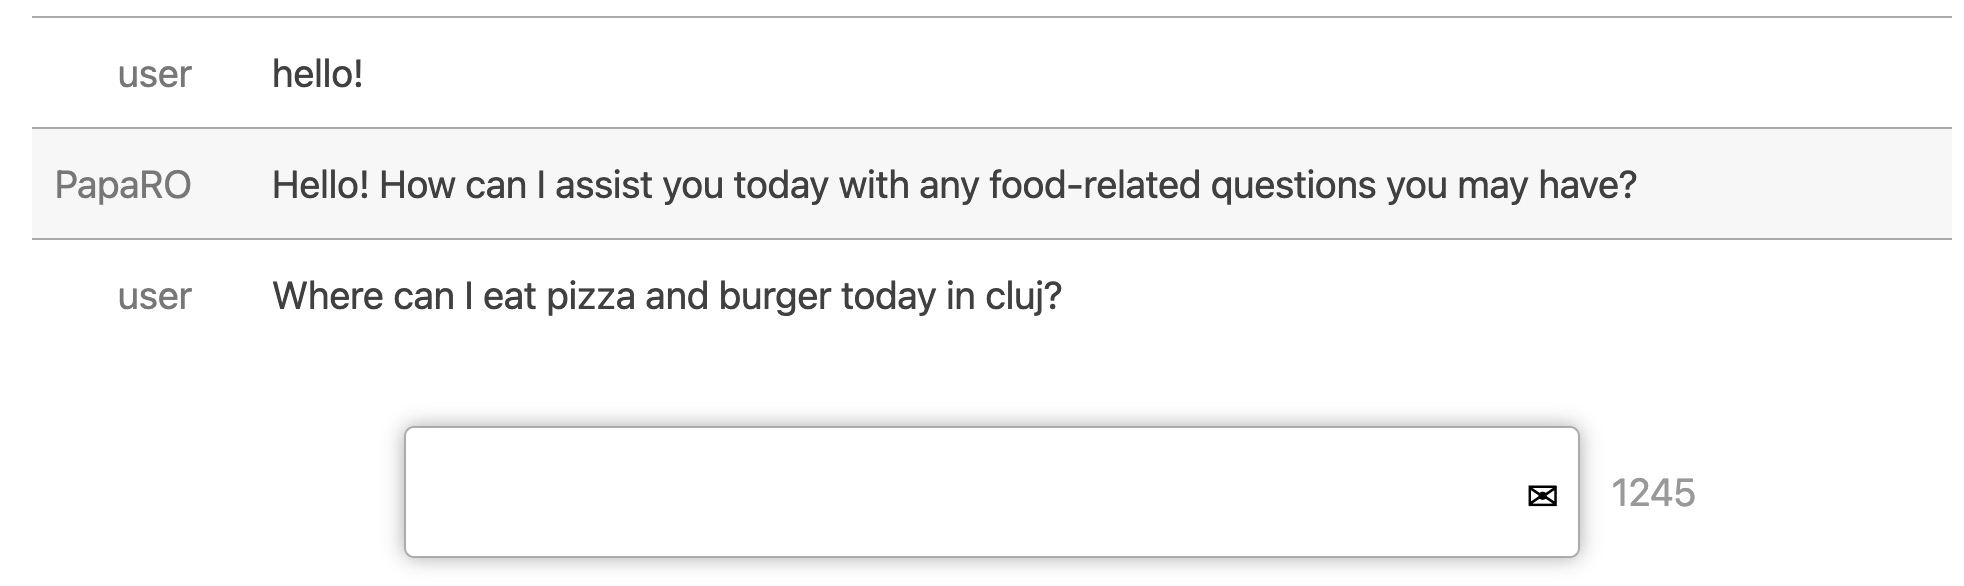 user hello!
PapaRO Hello! How can I assist you today with any food-related questions you may have?
user Where can I eat pizza and burger today in cluj?
1245